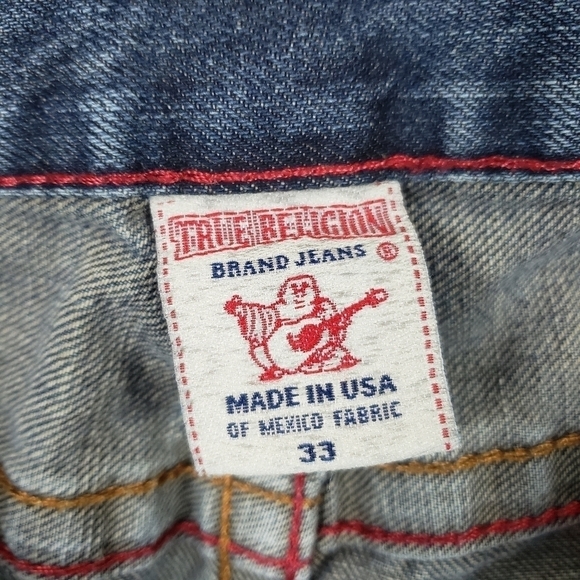 TRUE RELIGION
BRAND JEANS ®
MADE IN USA
OF MEXICO FABRIC
33